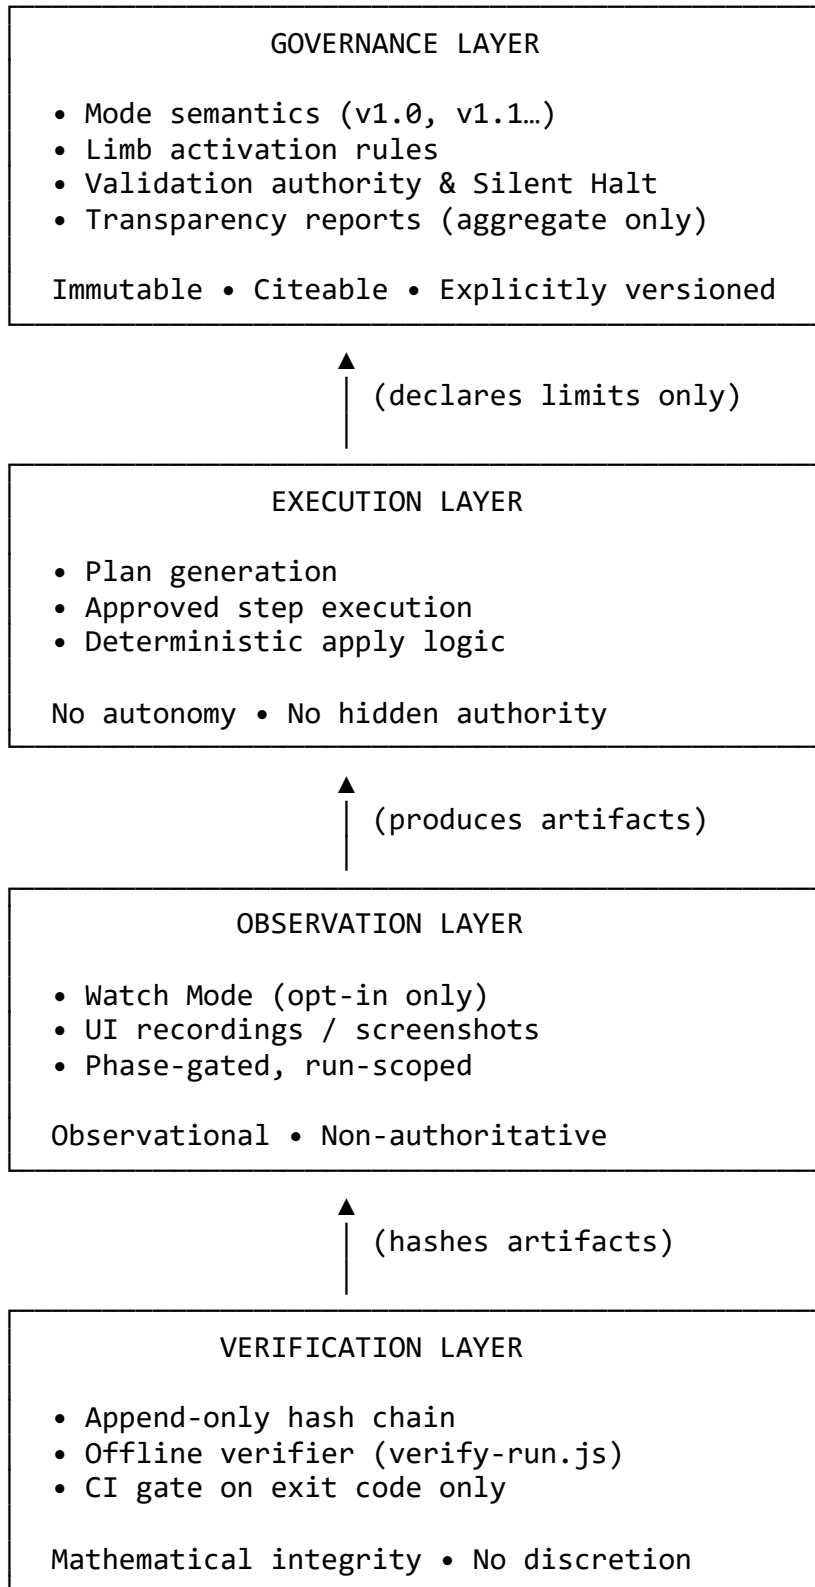 GOVERNANCE LAYER
• Mode semantics (v1.0, v1.1…)
• Limb activation rules
• Validation authority & Silent Halt
• Transparency reports (aggregate only)
Immutable • Citeable • Explicitly versioned
▲
(declares limits only)
EXECUTION LAYER
• Plan generation
• Approved step execution
• Deterministic apply logic
No autonomy • No hidden authority
▲
(produces artifacts)
OBSERVATION LAYER
• Watch Mode (opt-in only)
• UI recordings / screenshots
• Phase-gated, run-scoped
Observational • Non-authoritative
▲
(hashes artifacts)
VERIFICATION LAYER
• Append-only hash chain
• Offline verifier (verify-run.js)
• CI gate on exit code only
Mathematical integrity • No discretion